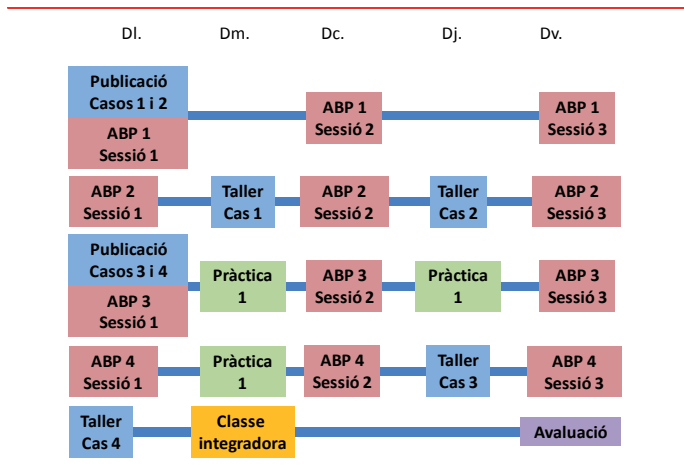 Dl. Dm. Dc. Dj. Dv.
Publicació
Casos 1 i 2
ABP 1
Sessió 1
ABP 1
Sessió 2
ABP 1
Sessió 3
ABP 2
Sessió 1
Taller
Cas 1
ABP 2
Sessió 2
Taller
Cas 2
ABP 2
Sessió 3
Publicació
Casos 3 i 4
ABP 3
Sessió 1
Pràctica
1
ABP 3
Sessió 2
Pràctica
1
ABP 3
Sessió 3
ABP 4
Sessió 1
Pràctica
1
ABP 4
Sessió 2
Taller
Cas 3
ABP 4
Sessió 3
Taller
Cas 4
Classe
integradora
Avaluació